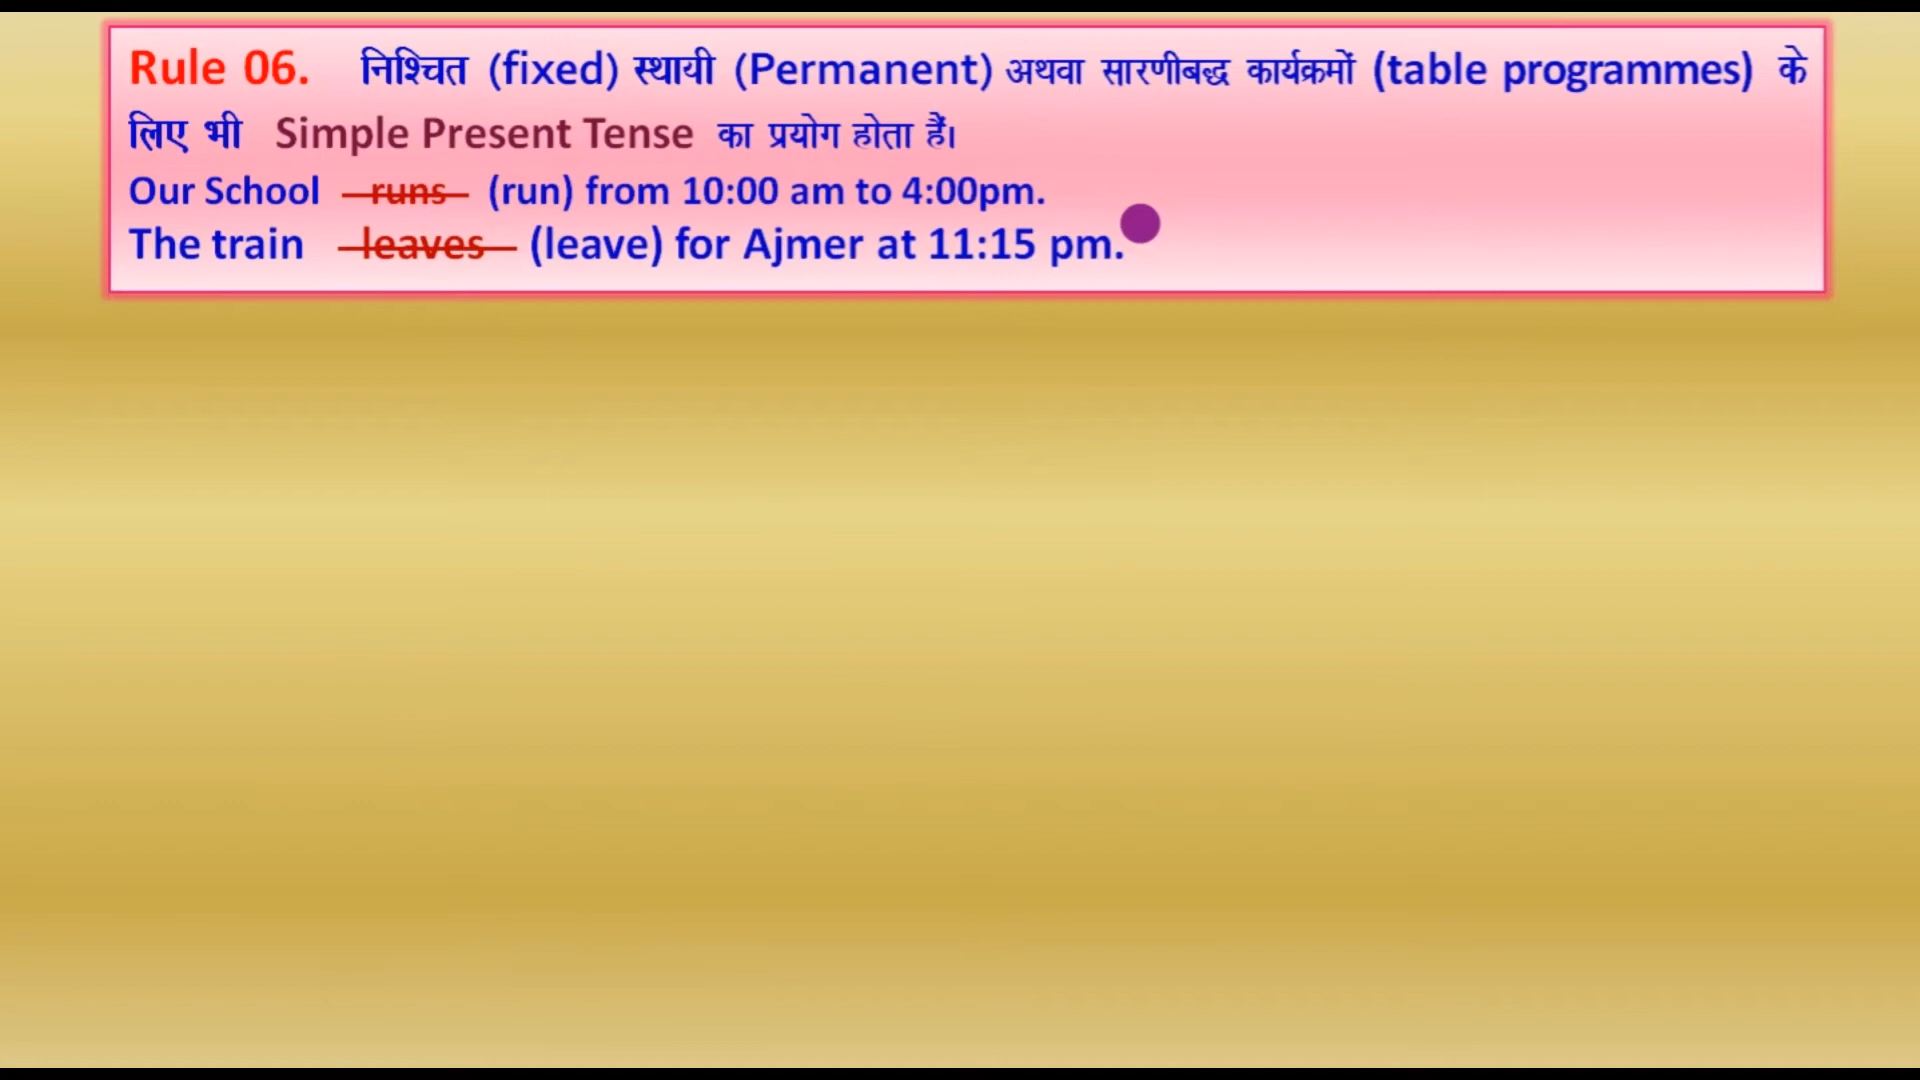 Rule 06. निश्चित (fixed) स्थायी (Permanent) अथवा सारणीबद्ध कार्यक्रमों (table programmes) के
लिए भी Simple Present Tense का प्रयोग होता हैं।
Our School runs (run) from 10:00 am to 4:00pm.
The train leaves (leave) for Ajmer at 11:15 pm.